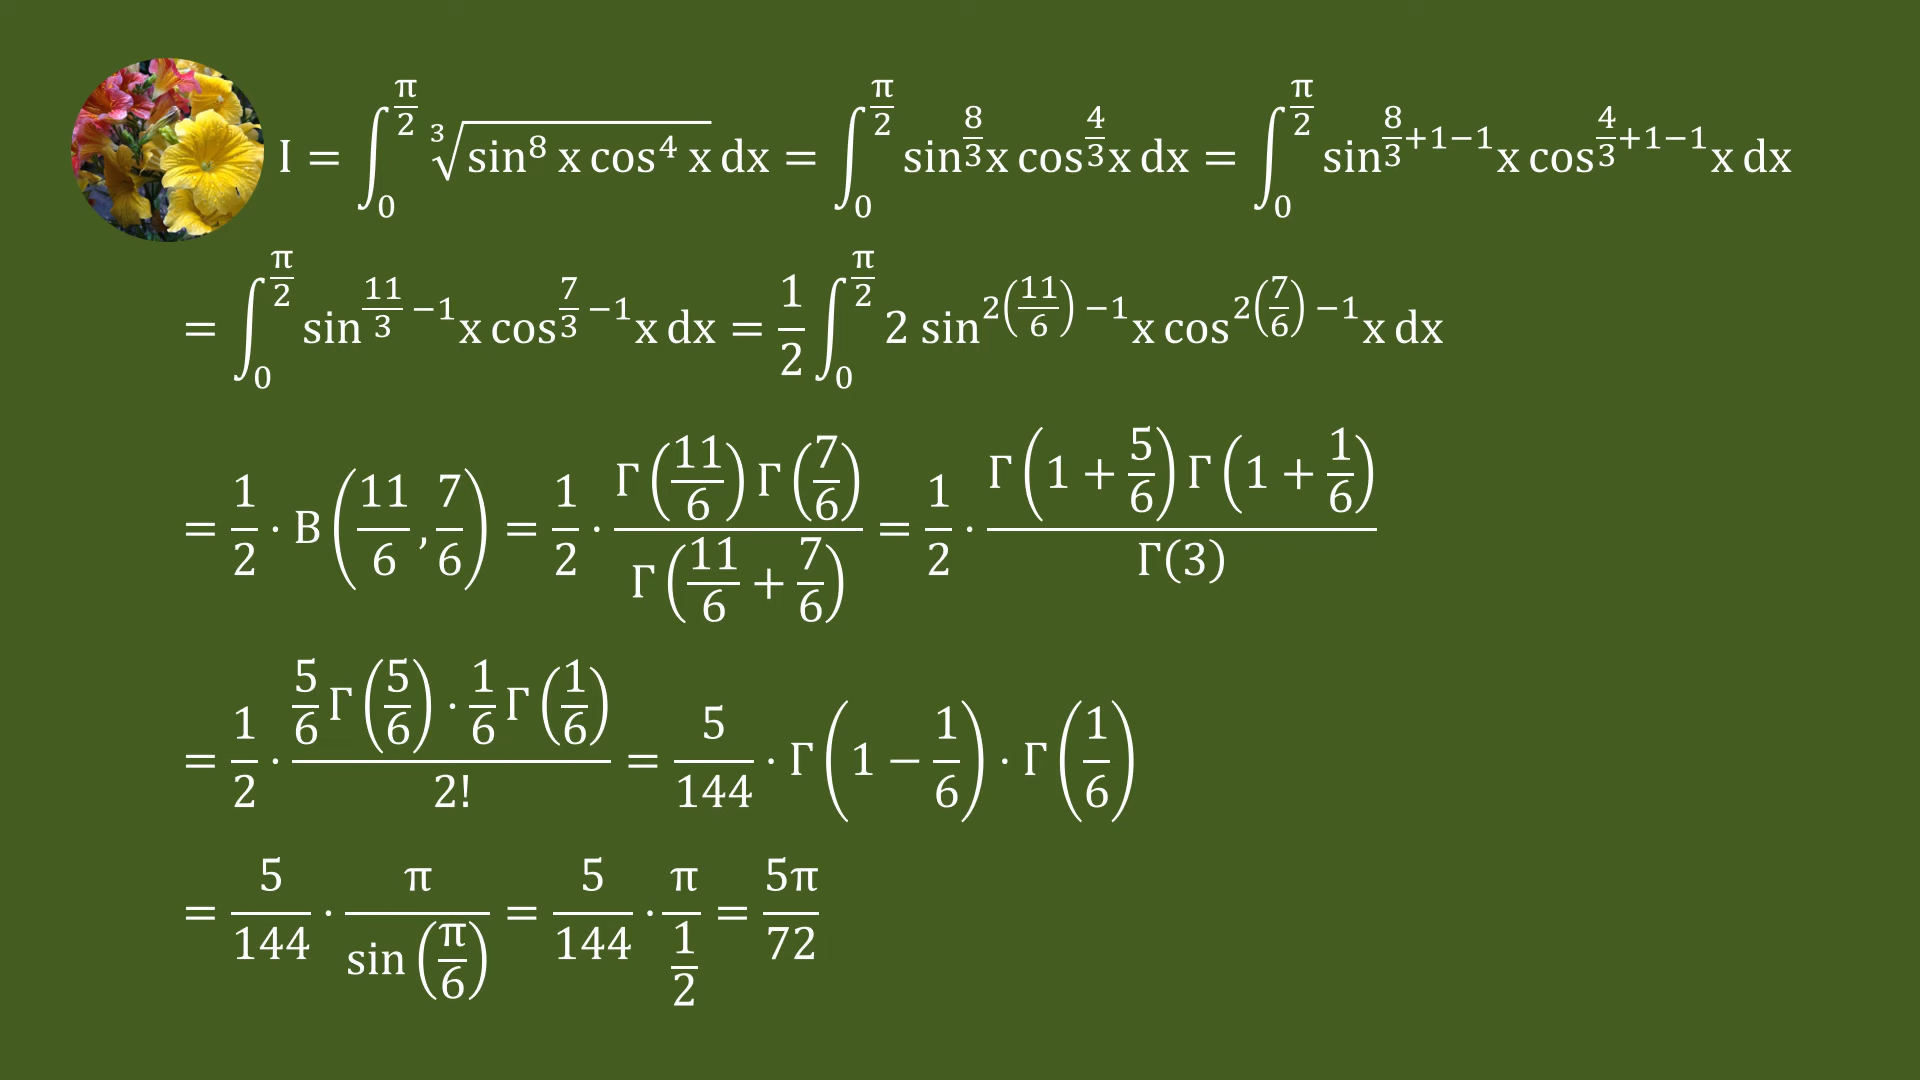 I = ∫₀^{π/2} ∛(sin⁸ x cos⁴ x) dx = ∫₀^{π/2} sin^{8/3}x cos^{4/3}x dx = ∫₀^{π/2} sin^{8/3+1−1}x cos^{4/3+1−1}x dx
= ∫₀^{π/2} sin^{11/3 −1}x cos^{7/3 −1}x dx = 1/2 ∫₀^{π/2} 2 sin^{2(11/6) −1}x cos^{2(7/6) −1}x dx
= 1/2 · B(11/6, 7/6) = 1/2 · (Γ(11/6) Γ(7/6))/(Γ(11/6 + 7/6)) = 1/2 · (Γ(1 + 5/6) Γ(1 + 1/6))/(Γ(3))
= 1/2 · (5/6 Γ(5/6) · 1/6 Γ(1/6))/(2!) = 5/144 · Γ(1 − 1/6) · Γ(1/6)
= 5/144 · π/(sin(π/6)) = 5/144 · π/(1/2) = 5π/72